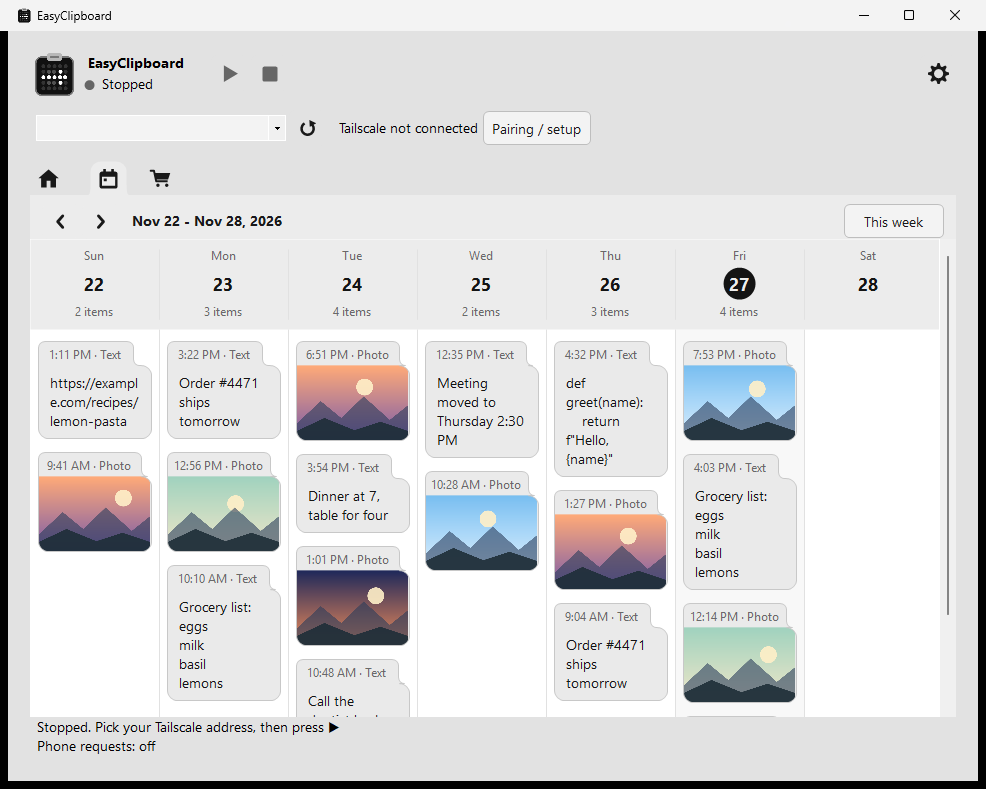 EasyClipboard
EasyClipboard
Stopped
Tailscale not connected
Pairing / setup
Nov 22 - Nov 28, 2026
This week
Sun
22
2 items
Mon
23
3 items
Tue
24
4 items
Wed
25
2 items
Thu
26
3 items
Fri
27
4 items
Sat
28
1:11 PM · Text
https://exampl
e.com/recipes/
lemon-pasta
9:41 AM · Photo
3:22 PM · Text
Order #4471
ships
tomorrow
12:56 PM · Photo
10:10 AM · Text
Grocery list:
eggs
milk
basil
lemons
6:51 PM · Photo
3:54 PM · Text
Dinner at 7,
table for four
1:01 PM · Photo
10:48 AM · Text
Call the
12:35 PM · Text
Meeting
moved to
Thursday 2:30
PM
10:28 AM · Photo
4:32 PM · Text
def
greet(name):
    return
f"Hello,
{name}"
1:27 PM · Photo
9:04 AM · Text
Order #4471
ships
tomorrow
7:53 PM · Photo
4:03 PM · Text
Grocery list:
eggs
milk
basil
lemons
12:14 PM · Photo
Stopped. Pick your Tailscale address, then press ▶
Phone requests: off